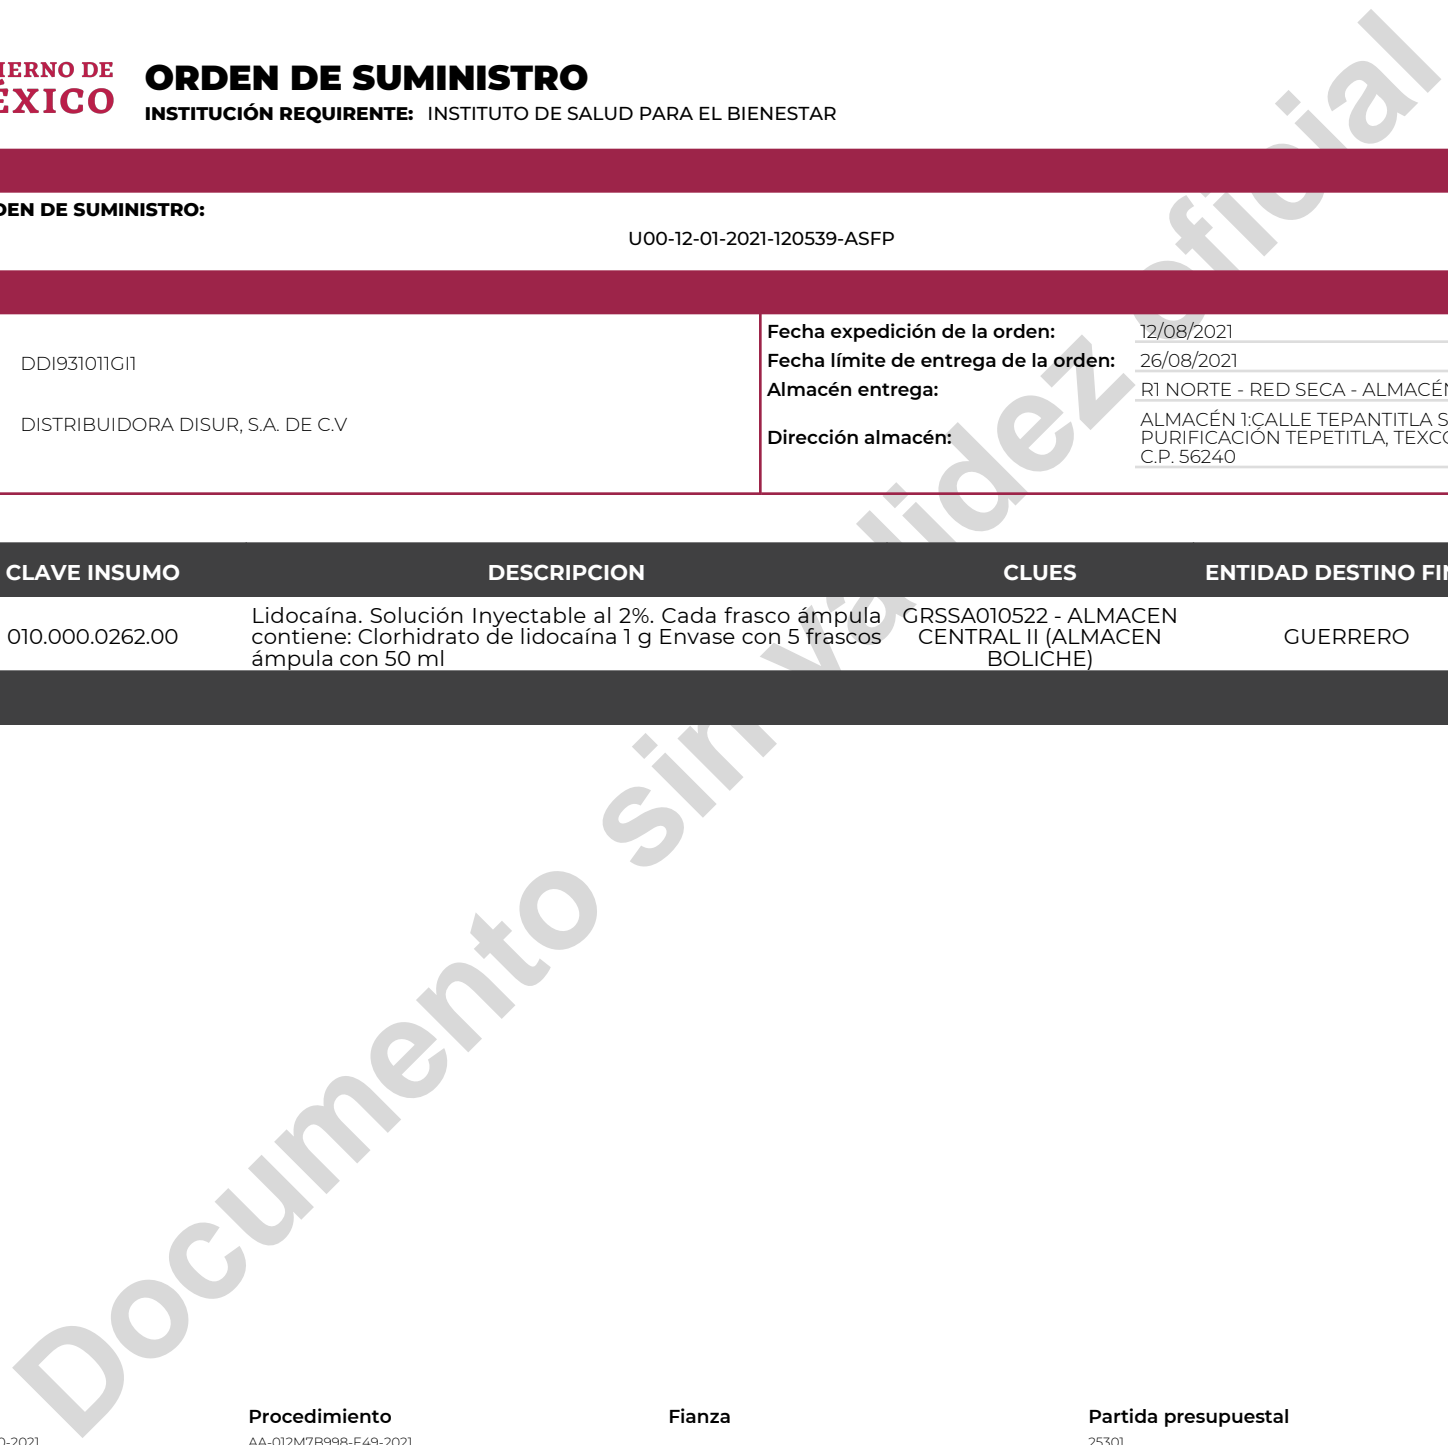 ORDEN DE SUMINISTRO
INSTITUCIÓN REQUIRENTE: INSTITUTO DE SALUD PARA EL BIENESTAR
DE
MÉXICO
DE SUMINISTRO:
U00-12-01-2021-120539-ASFP
DDI931011GI1
DISTRIBUIDORA DISUR, S.A. DE C.V
Fecha expedición de la orden: 12/08/2021
Fecha límite de entrega de la orden: 26/08/2021
Almacén entrega: R1 NORTE - RED SECA - ALMACÉN
Dirección almacén:
ALMACÉN 1:CALLE TEPANTITLA
PURIFICACIÓN TEPETITLA,
C.P. 56240
CLAVE INSUMO DESCRIPCION CLUES ENTIDAD DESTINO
010.000.0262.00
Lidocaína. Solución Inyectable al 2%. Cada frasco ámpula
contiene: Clorhidrato de lidocaína 1 g Envase con 5 frascos
ámpula con 50 ml
GRSSA010522 - ALMACEN
CENTRAL II (ALMACEN
BOLICHE)
GUERRERO
Documento sin validez oficial
Procedimiento Fianza Partida presupuestal
AA-012M7B998-E49-2021 25301